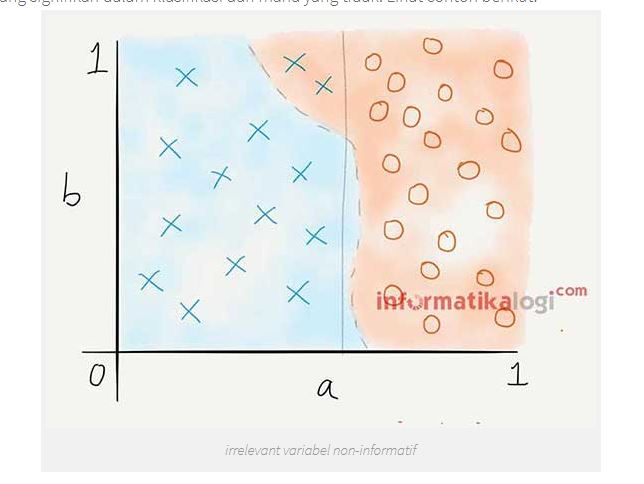 ang signifikan dalam klasifikasi dan mana yang tidak. Lihat contoh berikut.
1
b
0
a
1
informatikalogi.com
irrelevant variabel non-informatif